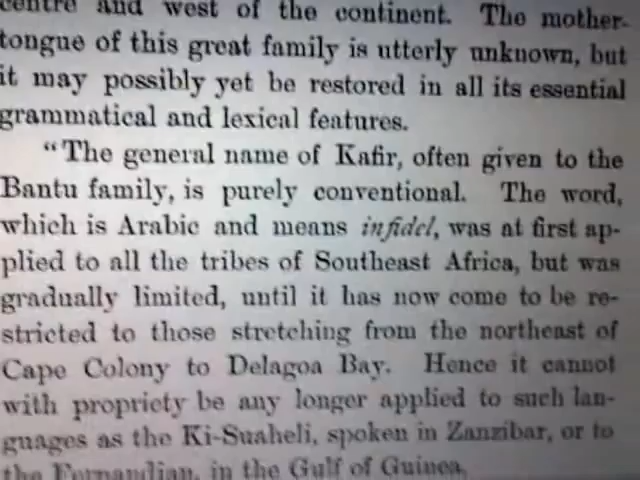 centre and west of the continent. The mother-
tongue of this great family is utterly unknown, but
it may possibly yet be restored in all its essential
grammatical and lexical features.
"The general name of Kafir, often given to the
Bantu family, is purely conventional. The word,
which is Arabic and means infidel, was at first ap-
plied to all the tribes of Southeast Africa, but was
gradually limited, until it has now come to be re-
stricted to those stretching from the northeast of
Cape Colony to Delagoa Bay. Hence it cannot
with propriety be any longer applied to such lan-
guages as the Ki-Suaheli, spoken in Zanzibar, or to
the Fernandian, in the Gulf of Guinea.